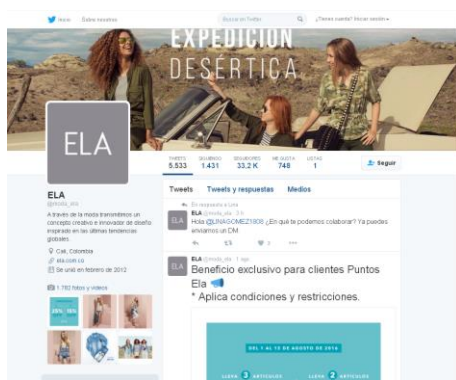 Inicio Sobre nosotros
Buscar en Twitter
¿Tienes cuenta? Iniciar sesión
EXPEDICIÓN
DESÉRTICA
ELA
TWEETS SIGUIENDO SEGUIDORES ME GUSTA LISTAS
5.533 1.431 33,2 K 748 1
Seguir
ELA
@moda_ela
A través de la moda transmitimos un
concepto creativo e innovador de diseño
inspirado en las últimas tendencias
globales
Cali, Colombia
ela.com.co
Se unió en febrero de 2012
1 782 fotos y videos
Tweets Tweets y respuestas Medios
En respuesta a Lina
ELA @moda_ela
Hola @LINAGOMEZ1808 ¿En qué te podemos colaborar? Ya puedes
enviarnos un DM
2
ELA @moda_ela 1 ago.
Beneficio exclusivo para clientes Puntos
Ela
* Aplica condiciones y restricciones.
DEL 1 AL 15 DE AGOSTO DE 2016
LLEVA 3 ARTÍCULOS LLEVA 2 ARTÍCULOS